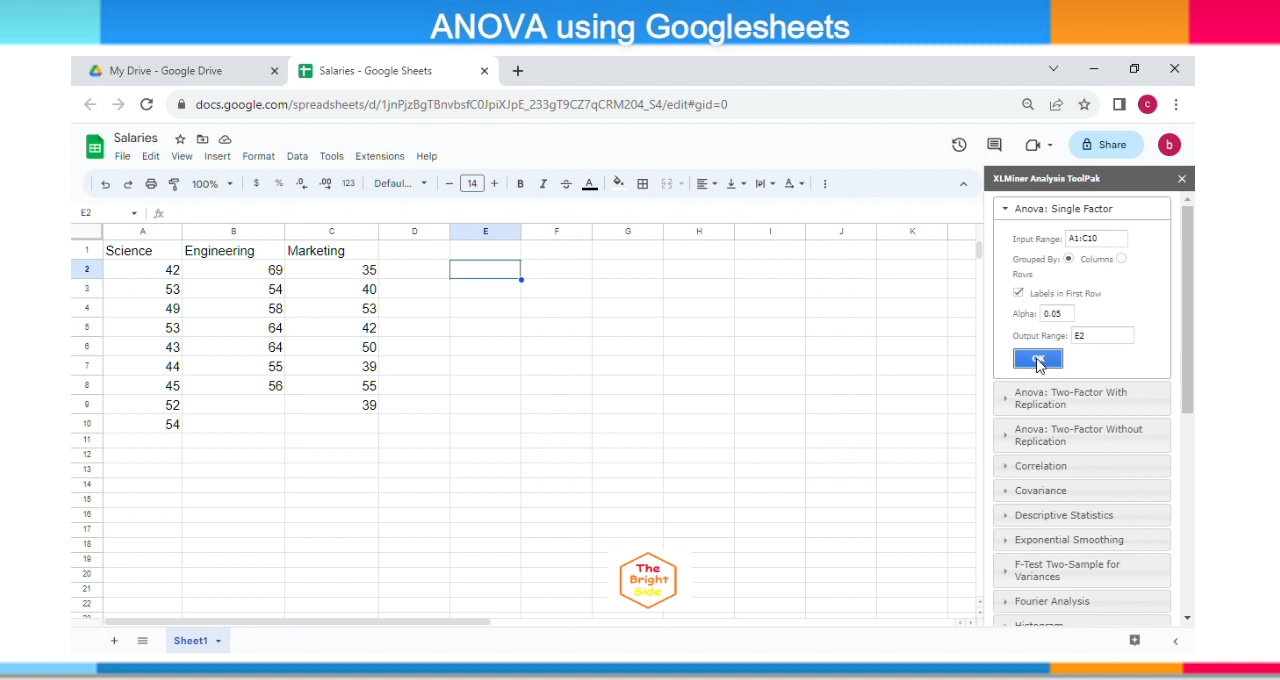 ANOVA using Googlesheets
My Drive - Google Drive
Salaries - Google Sheets
docs.google.com/spreadsheets/d/1jnPjzBgTBnvbsfC0JpiXJpE_233gT9CZ7qCRM204_S4/edit#gid=0
c
Salaries
File Edit View Insert Format Data Tools Extensions Help
Share
b
100% $ % .0 .00 123 Defaul... − 14 + B I A
XLMiner Analysis ToolPak
E2 fx
A B C D E F G H I J K
1 Science Engineering Marketing
2 42 69 35
3 53 54 40
4 49 58 53
5 53 64 42
6 43 64 50
7 44 55 39
8 45 56 55
9 52 39
10 54
11
12
13
14
15
16
17
18
19
20
21
22
Anova: Single Factor
Input Range: A1:C10
Grouped By: Columns
Rows
Labels in First Row
Alpha: 0.05
Output Range: E2
OK
Anova: Two-Factor With
Replication
Anova: Two-Factor Without
Replication
Correlation
Covariance
Descriptive Statistics
Exponential Smoothing
F-Test Two-Sample for
Variances
Fourier Analysis
Histogram
The
Bright
Side
Sheet1